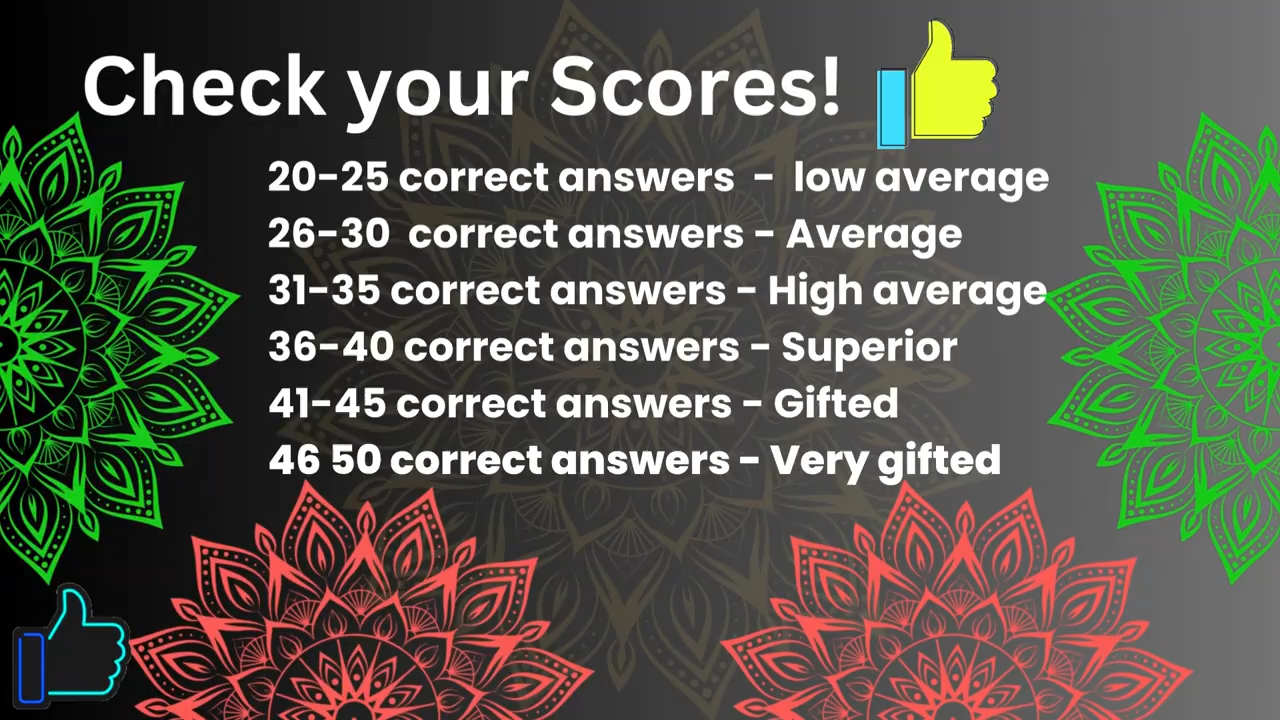 Check your Scores!
20-25 correct answers - low average
26-30 correct answers - Average
31-35 correct answers - High average
36-40 correct answers - Superior
41-45 correct answers - Gifted
46 50 correct answers - Very gifted